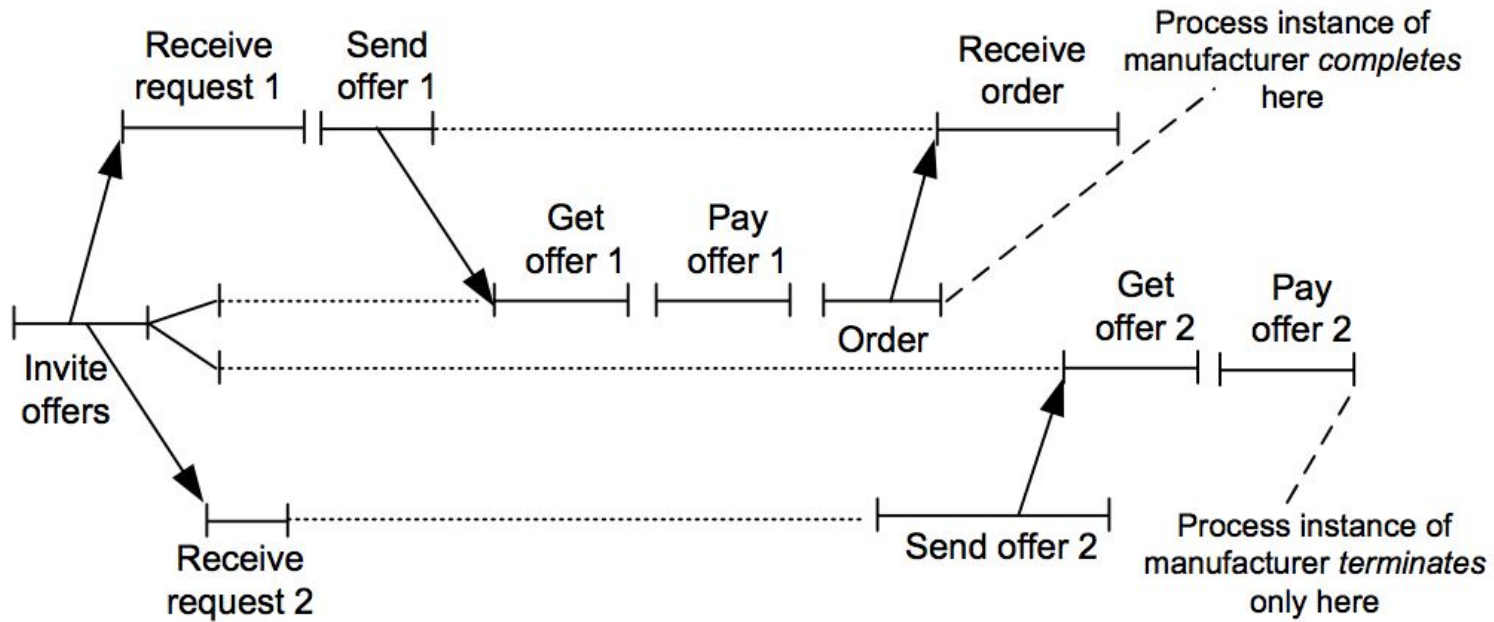 Receive
request 1
Send
offer 1
Receive
order
Process instance of
manufacturer completes
here
Get
offer 1
Pay
offer 1
Order
Get
offer 2
Pay
offer 2
Invite
offers
Receive
request 2
Send offer 2
Process instance of
manufacturer terminates
only here